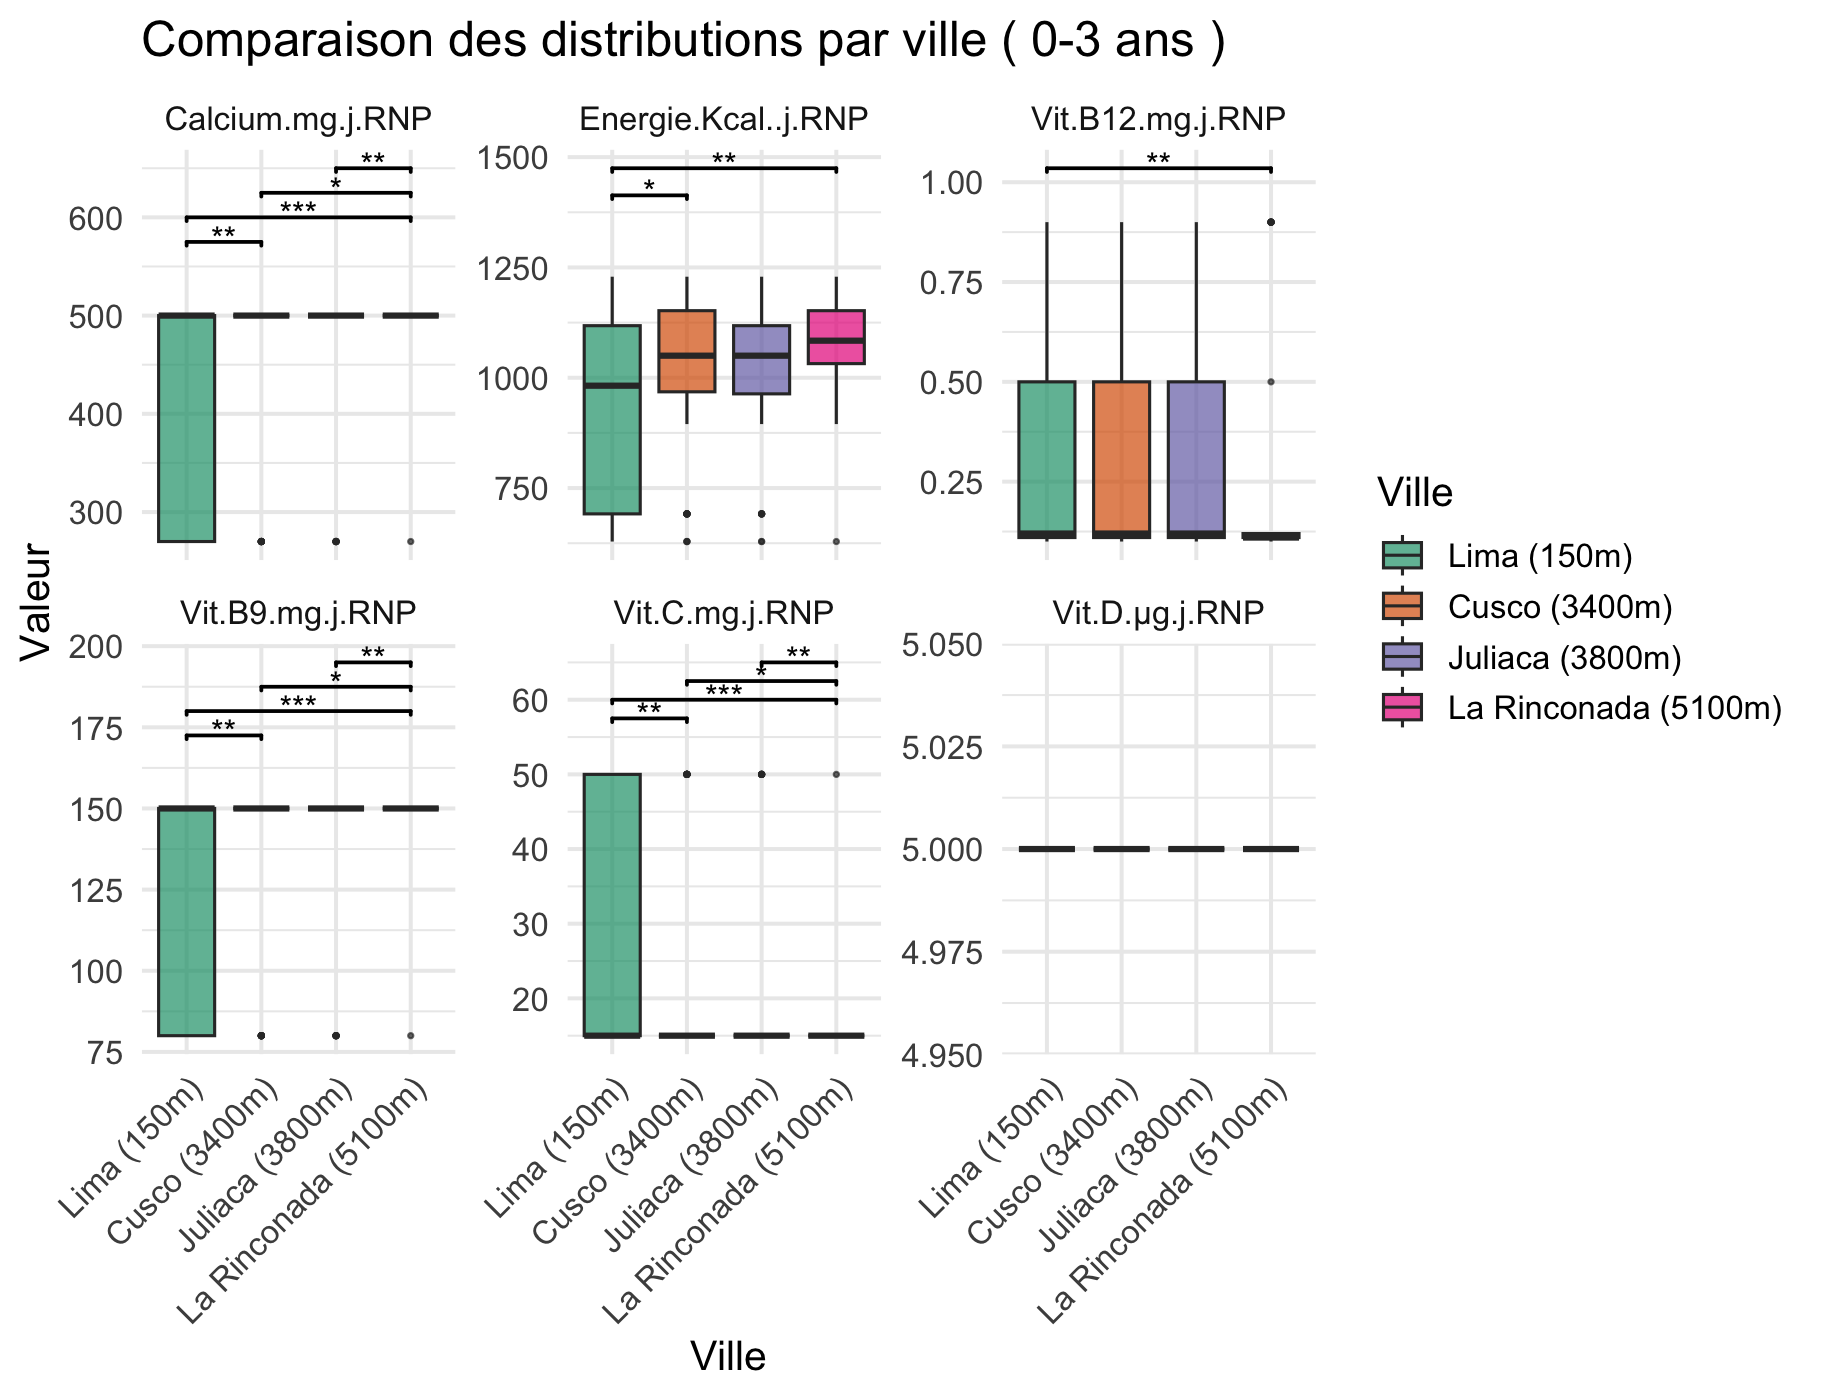 Comparaison des distributions par ville ( 0-3 ans )
Calcium.mg.j.RNP
Energie.Kcal..j.RNP
Vit.B12.mg.j.RNP
600
500
400
300
**
*
***
**
1500
1250
1000
750
**
*
1.00
0.75
0.50
0.25
**
Valeur
Vit.B9.mg.j.RNP
Vit.C.mg.j.RNP
Vit.D.µg.j.RNP
200
175
150
125
100
75
**
*
***
**
60
50
40
30
20
**
*
***
**
5.050
5.025
5.000
4.975
4.950
Lima (150m)
Cusco (3400m)
Juliaca (3800m)
La Rinconada (5100m)
Lima (150m)
Cusco (3400m)
Juliaca (3800m)
La Rinconada (5100m)
Lima (150m)
Cusco (3400m)
Juliaca (3800m)
La Rinconada (5100m)
Ville
Ville
Lima (150m)
Cusco (3400m)
Juliaca (3800m)
La Rinconada (5100m)